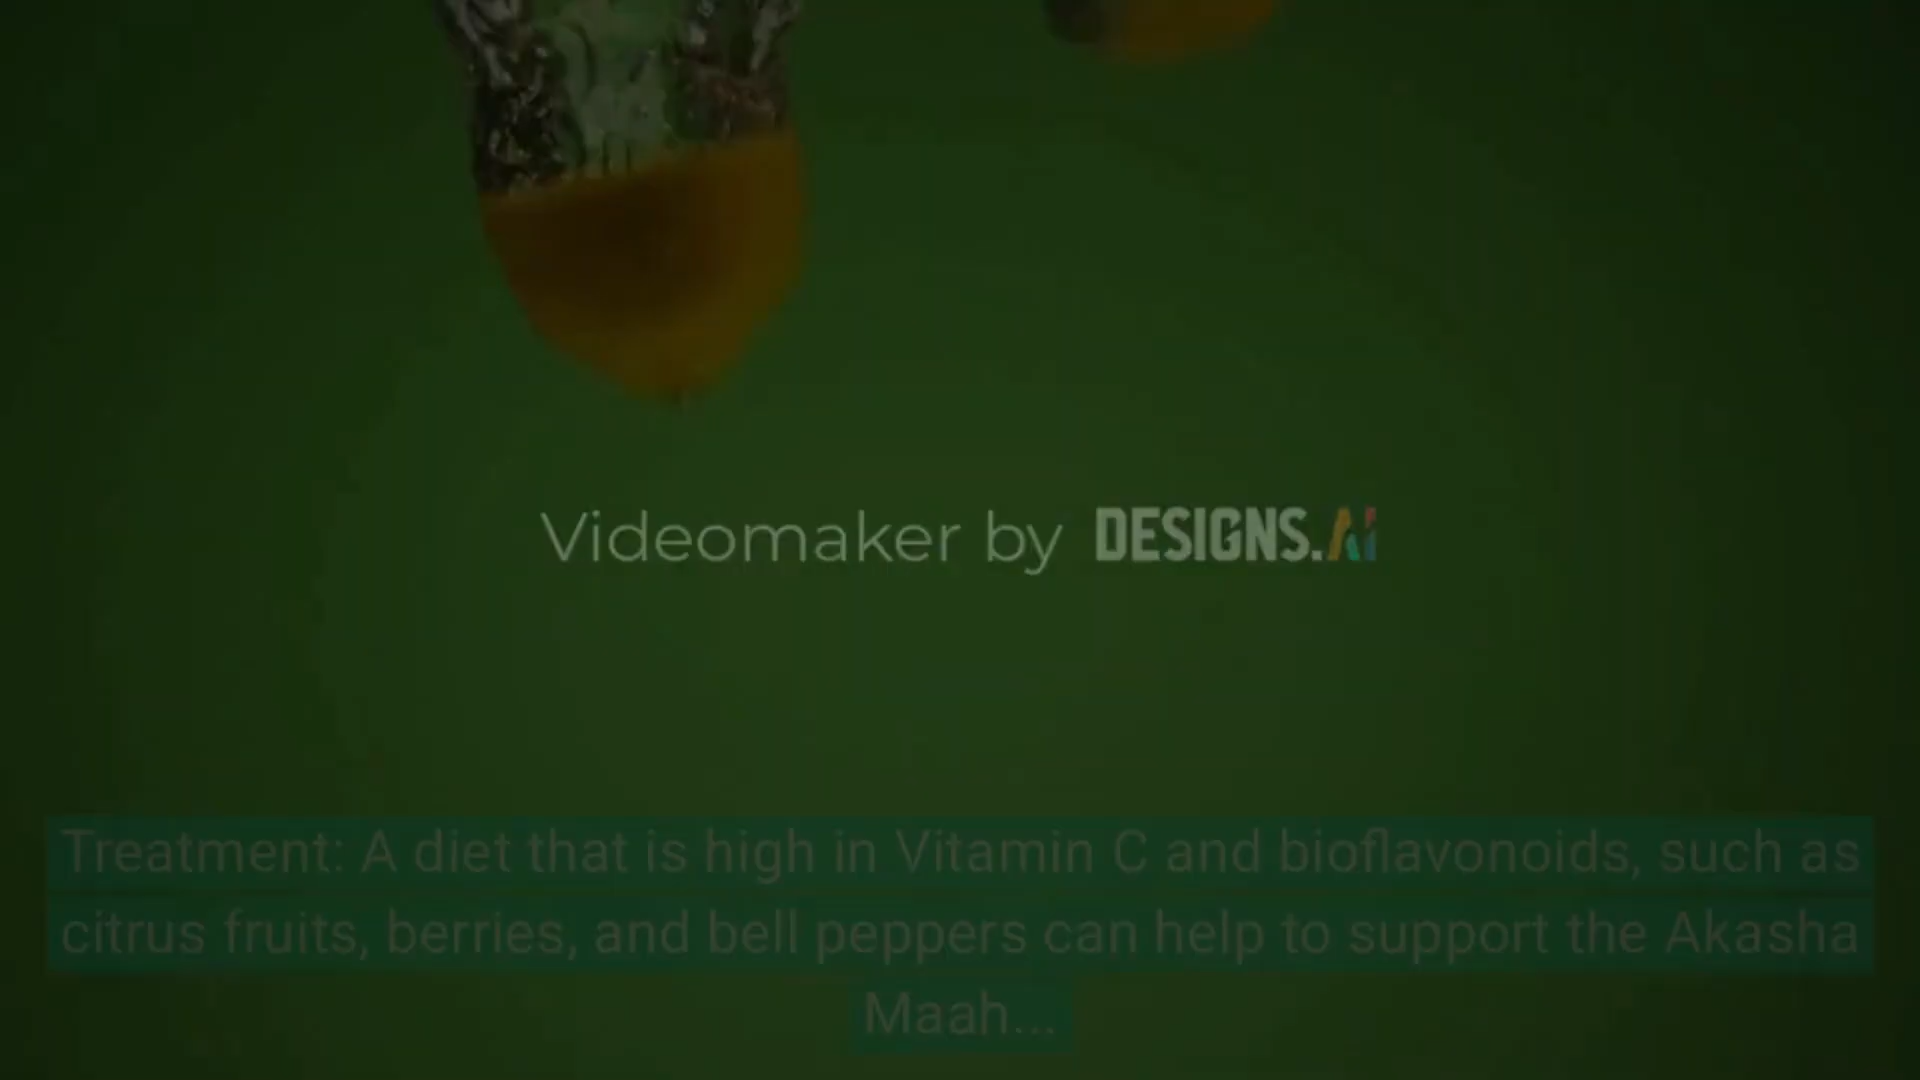 Videomaker by DESIGNS.Ai
Treatment: A diet that is high in Vitamin C and bioflavonoids, such as
citrus fruits, berries, and bell peppers can help to support the Akasha
Maah...